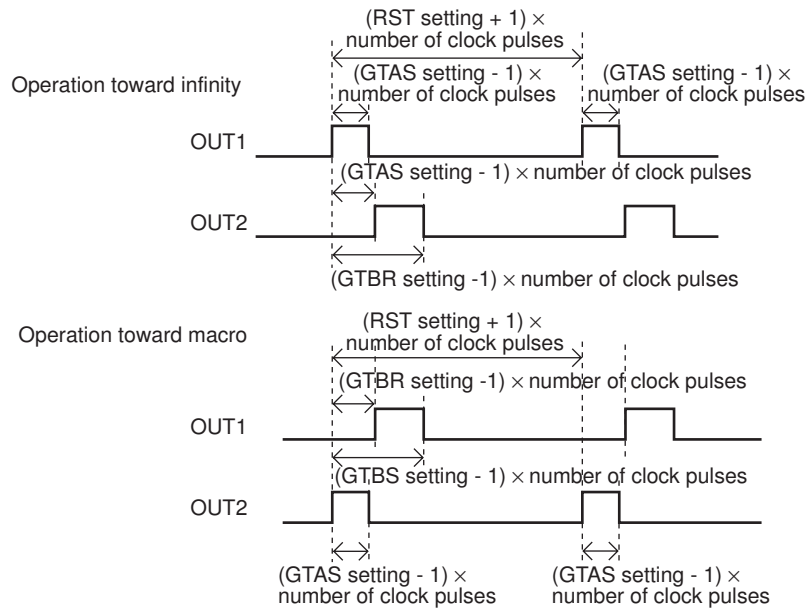 (RST setting + 1) ×
number of clock pulses
Operation toward infinity
(GTAS setting - 1) ×
number of clock pulses
(GTAS setting - 1) ×
number of clock pulses
OUT1
(GTAS setting - 1) × number of clock pulses
OUT2
(GTBR setting -1) × number of clock pulses
Operation toward macro
(RST setting + 1) ×
number of clock pulses
(GTBR setting -1) × number of clock pulses
OUT1
(GTBS setting - 1) × number of clock pulses
OUT2
(GTAS setting - 1) ×
number of clock pulses
(GTAS setting - 1) ×
number of clock pulses